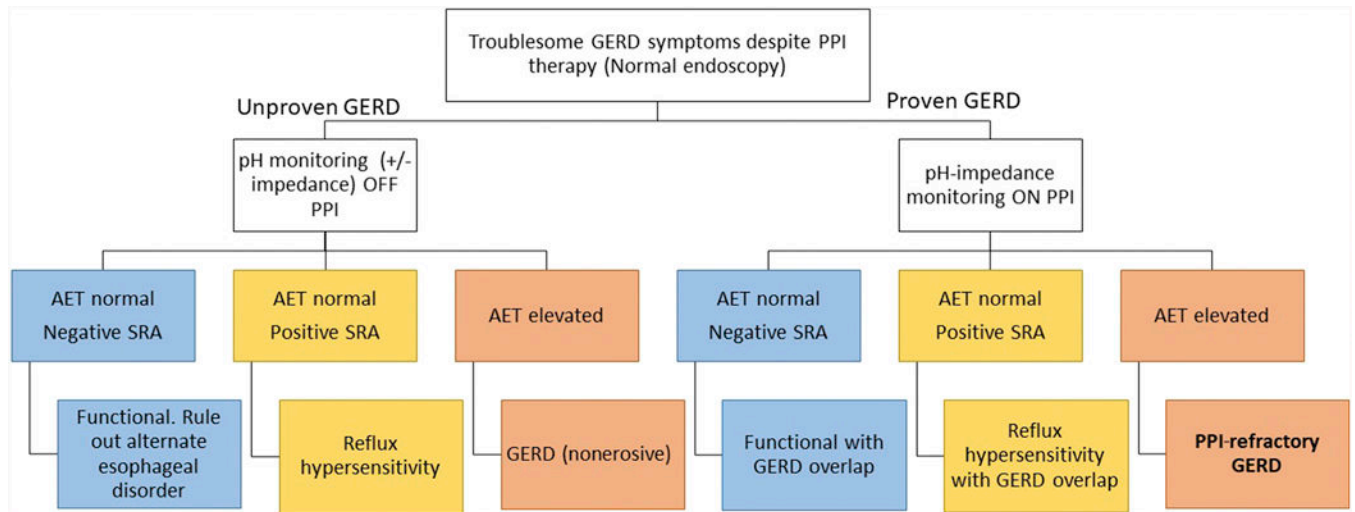 Troublesome GERD symptoms despite PPI
therapy (Normal endoscopy)
Unproven GERD
Proven GERD
pH monitoring (+/-
impedance) OFF
PPI
pH-impedance
monitoring ON PPI
AET normal
Negative SRA
AET normal
Positive SRA
AET elevated
AET normal
Negative SRA
AET normal
Positive SRA
AET elevated
Functional. Rule
out alternate
esophageal
disorder
Reflux
hypersensitivity
GERD (nonerosive)
Functional with
GERD overlap
Reflux
hypersensitivity
with GERD overlap
PPI-refractory
GERD